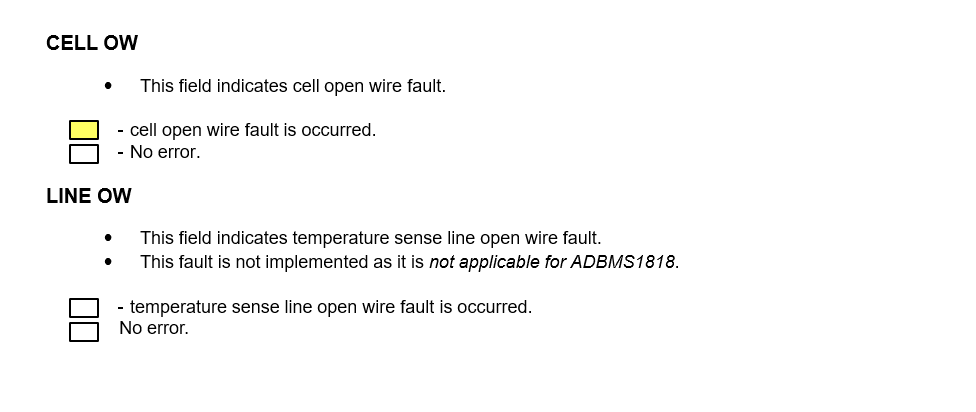 CELL OW
• This field indicates cell open wire fault.
- cell open wire fault is occurred.
- No error.
LINE OW
• This field indicates temperature sense line open wire fault.
• This fault is not implemented as it is not applicable for ADBMS1818.
- temperature sense line open wire fault is occurred.
No error.